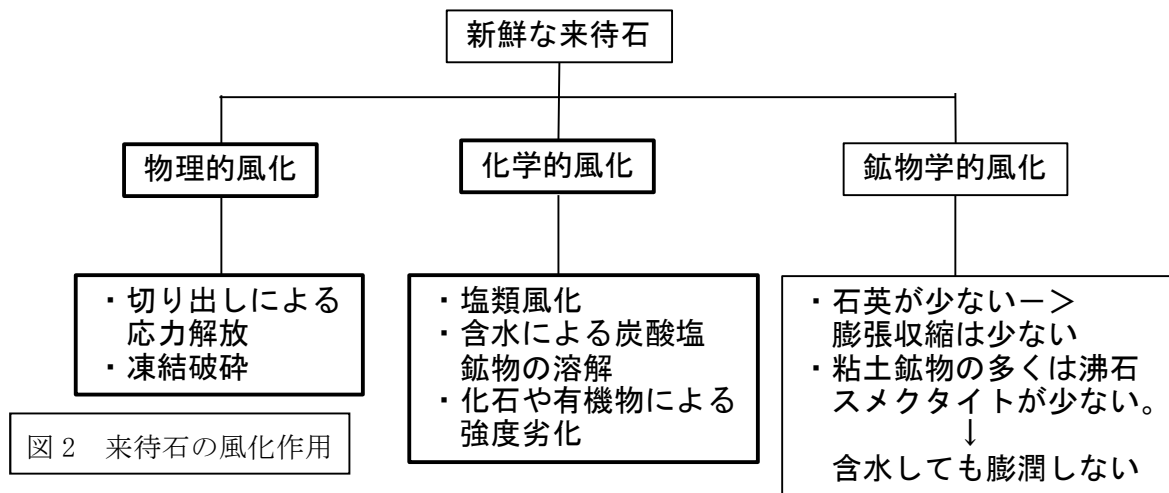 新鮮な来待石
物理的風化
化学的風化
鉱物学的風化
・切り出しによる
応力解放
・凍結破砕
・塩類風化
・含水による炭酸塩
鉱物の溶解
・化石や有機物による
強度劣化
・石英が少ないー＞
膨張収縮は少ない
・粘土鉱物の多くは沸石
スメクタイトが少ない。
↓
含水しても膨潤しない
図２　来待石の風化作用